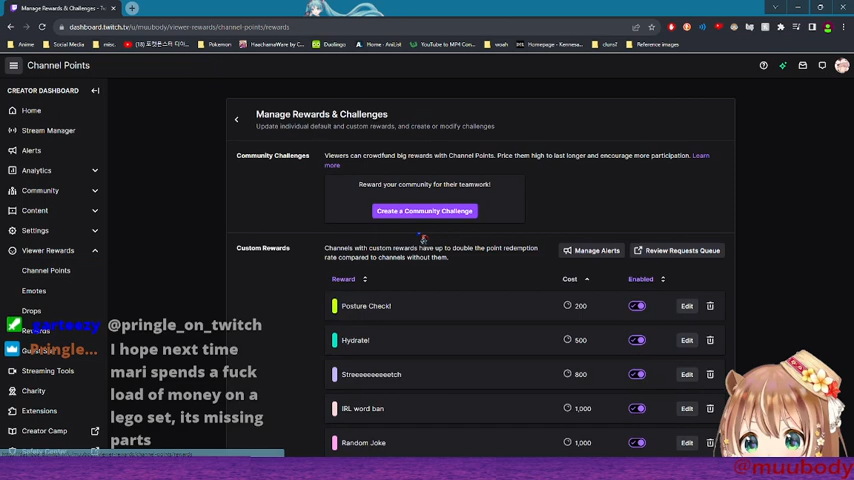 Manage Rewards & Challenges - T
dashboard.twitch.tv/u/muubody/viewer-rewards/channel-points/rewards
Anime
Social Media
misc.
Pokemon
HaachamaWare by C...
Duolingo
Home · AniList
YouTube to MP4 Con...
woah
Homepage - Kennesa...
Reference images
Channel Points
CREATOR DASHBOARD
Home
Stream Manager
Alerts
Analytics
Community
Content
Settings
Viewer Rewards
Channel Points
Emotes
Drops
Streaming Tools
Charity
Extensions
Creator Camp
Safety Center
Manage Rewards & Challenges
Update individual default and custom rewards, and create or modify challenges
Community Challenges
Viewers can crowdfund big rewards with Channel Points. Price them high to last longer and encourage more participation. Learn
more
Reward your community for their teamwork!
Create a Community Challenge
Custom Rewards
Channels with custom rewards have up to double the point redemption
rate compared to channels without them.
Manage Alerts
Review Requests Queue
Reward Cost Enabled
Posture Check! 200 Edit
Hydrate! 500 Edit
Streeeeeeeeetch 800 Edit
IRL word ban 1,000 Edit
Random Joke 1,000 Edit
garteezy @pringle_on_twitch
Pringle... I hope next time
mari spends a fuck
load of money on a
lego set, its missing
parts
@muubody